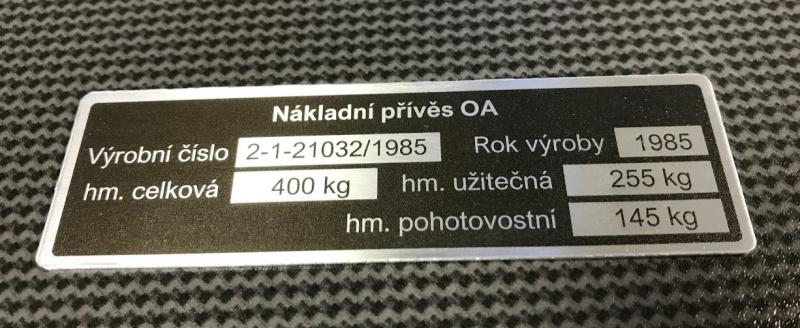 Nákladní přívěs OA
Výrobní číslo 2-1-21032/1985 Rok výroby 1985
hm. celková 400 kg hm. užitečná 255 kg
hm. pohotovostní 145 kg